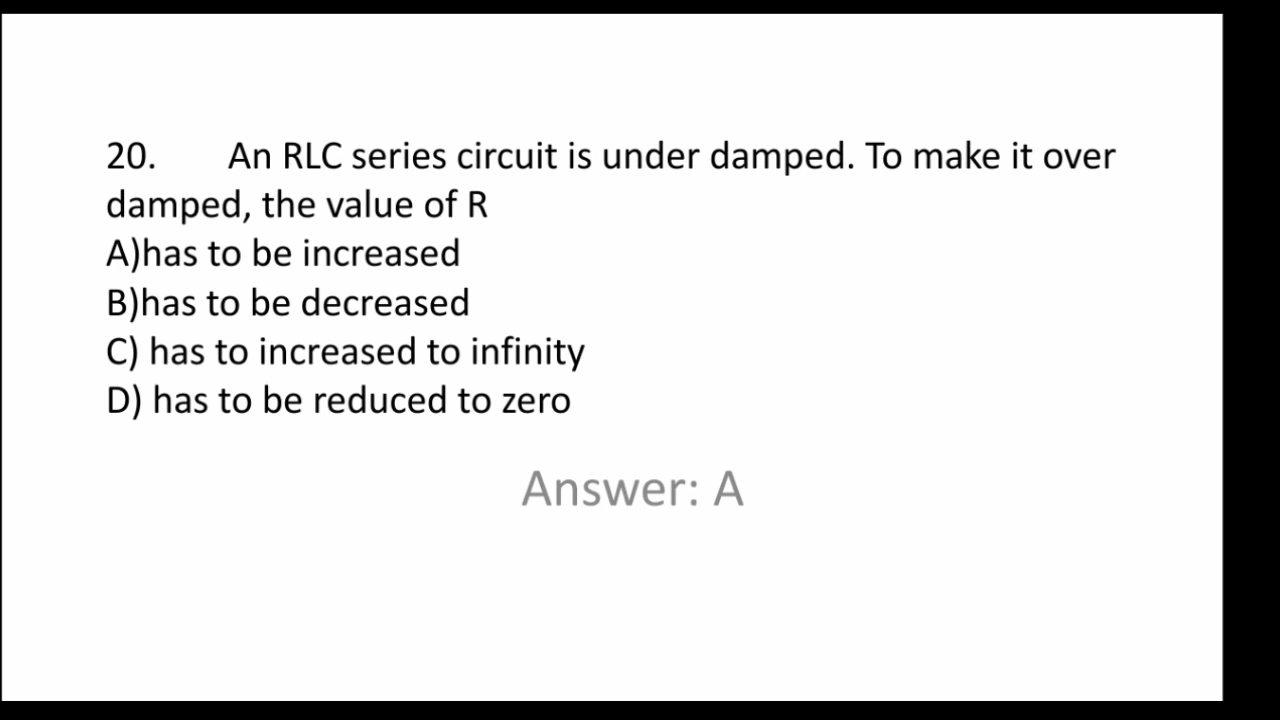 20. An RLC series circuit is under damped. To make it over
damped, the value of R
A)has to be increased
B)has to be decreased
C) has to increased to infinity
D) has to be reduced to zero
Answer: A